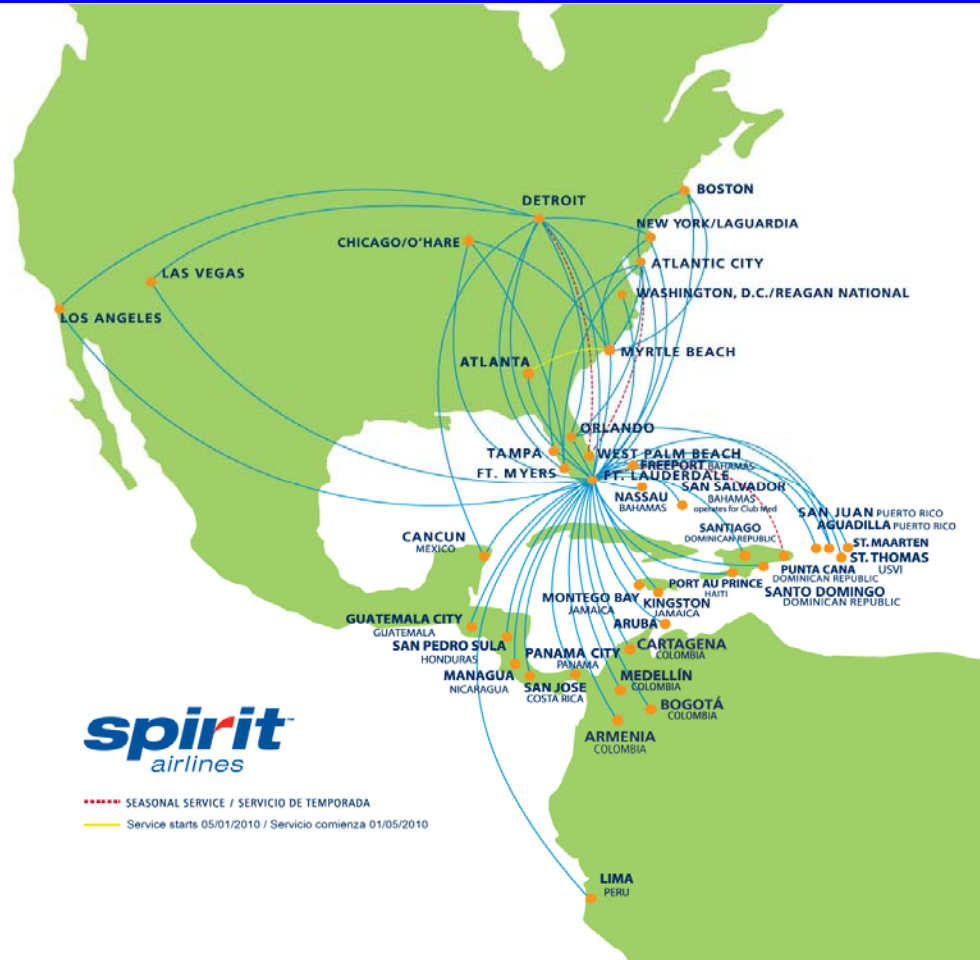 BOSTON
DETROIT
NEW YORK/LAGUARDIA
CHICAGO/O'HARE
ATLANTIC CITY
LAS VEGAS
WASHINGTON, D.C./REAGAN NATIONAL
LOS ANGELES
MYRTLE BEACH
ATLANTA
ORLANDO
TAMPA
WEST PALM BEACH
FREEPORT BAHAMAS
FT. MYERS
FT. LAUDERDALE
SAN SALVADOR
BAHAMAS
operates for Club Med
NASSAU
BAHAMAS
SAN JUAN PUERTO RICO
AGUADILLA PUERTO RICO
SANTIAGO
DOMINICAN REPUBLIC
CANCUN
MEXICO
ST. MAARTEN
ST. THOMAS
USVI
PUNTA CANA
DOMINICAN REPUBLIC
PORT AU PRINCE
HAITI
SANTO DOMINGO
DOMINICAN REPUBLIC
MONTEGO BAY
JAMAICA
KINGSTON
JAMAICA
GUATEMALA CITY
GUATEMALA
ARUBA
SAN PEDRO SULA
HONDURAS
CARTAGENA
COLOMBIA
PANAMA CITY
PANAMA
MANAGUA
NICARAGUA
SAN JOSE
COSTA RICA
MEDELLÍN
COLOMBIA
BOGOTÁ
COLOMBIA
ARMENIA
COLOMBIA
spirit™
airlines
SEASONAL SERVICE / SERVICIO DE TEMPORADA
Service starts 05/01/2010 / Servicio comienza 01/05/2010
LIMA
PERU